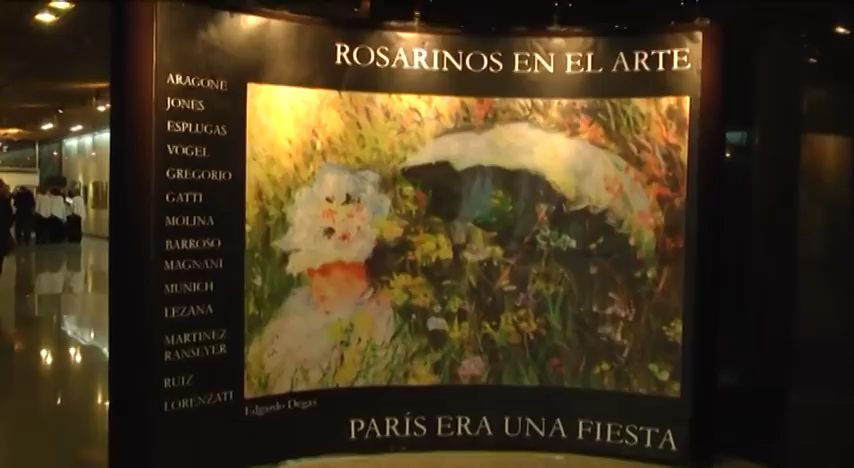 ROSARINOS EN EL ARTE
ARAGONE
JONES
ESPLUGAS
VOGEL
GREGORIO
GATTI
MOLINA
BARROSO
MAGNANI
MUNICH
LEZANA
MARTINEZ
RANSEYER
RUIZ
LORENZATI
Edgardo Degas
PARÍS ERA UNA FIESTA